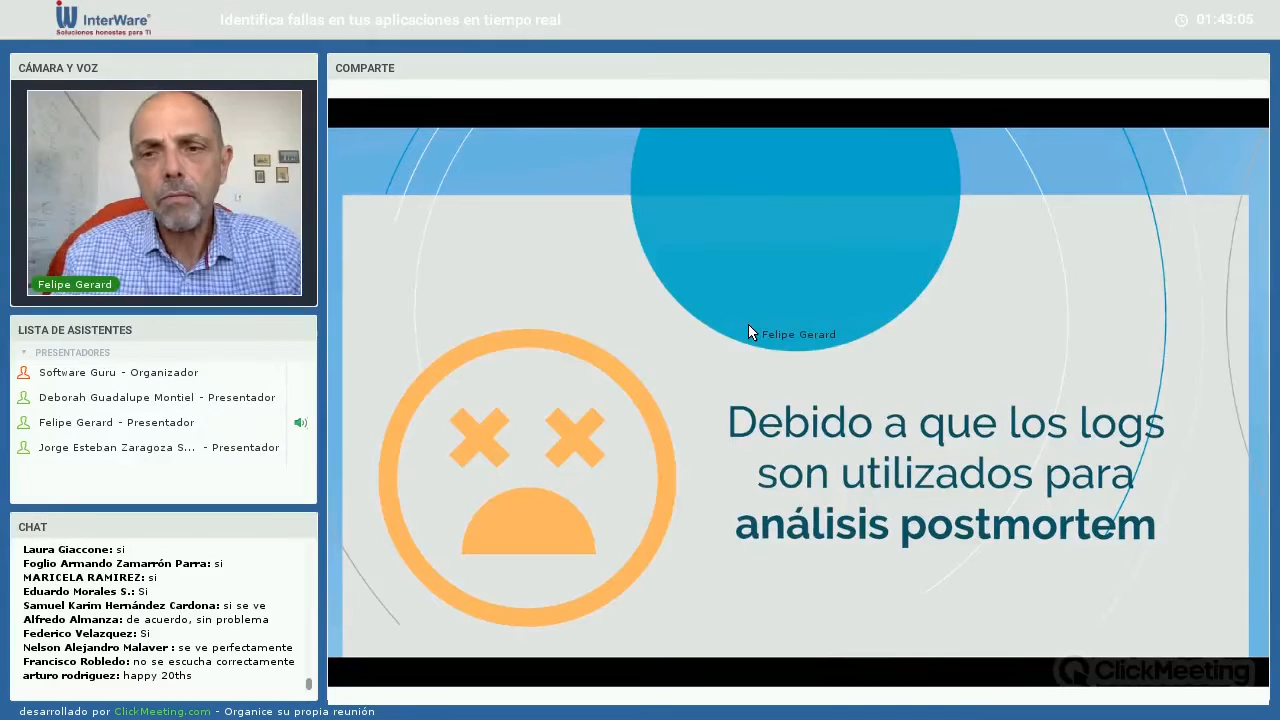 InterWare
Soluciones honestas para TI
Identifica fallas en tus aplicaciones en tiempo real
01:43:05
CÁMARA Y VOZ
Felipe Gerard
LISTA DE ASISTENTES
PRESENTADORES
Software Guru - Organizador
Deborah Guadalupe Montiel - Presentador
Felipe Gerard - Presentador
Jorge Esteban Zaragoza S... - Presentador
CHAT
Laura Giaccone: si
Foglio Armando Zamarrón Parra: si
MARICELA RAMIREZ: si
Eduardo Morales S.: Si
Samuel Karim Hernández Cardona: si se ve
Alfredo Almanza: de acuerdo, sin problema
Federico Velazquez: Si
Nelson Alejandro Malaver : se ve perfectamente
Francisco Robledo: no se escucha correctamente
arturo rodriguez: happy 20ths
COMPARTE
Felipe Gerard
Debido a que los logs
son utilizados para
análisis postmortem
ClickMeeting
desarrollado por ClickMeeting.com - Organice su propia reunión